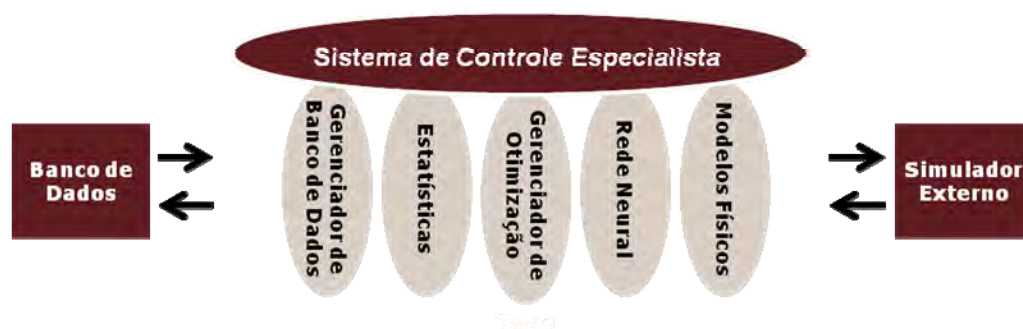 Sistema de Controle Especialista
Banco de
Dados
Gerenciador de
Banco de Dados
Estatísticas
Gerenciador de
Otimização
Rede Neural
Modelos Físicos
Simulador
Externo